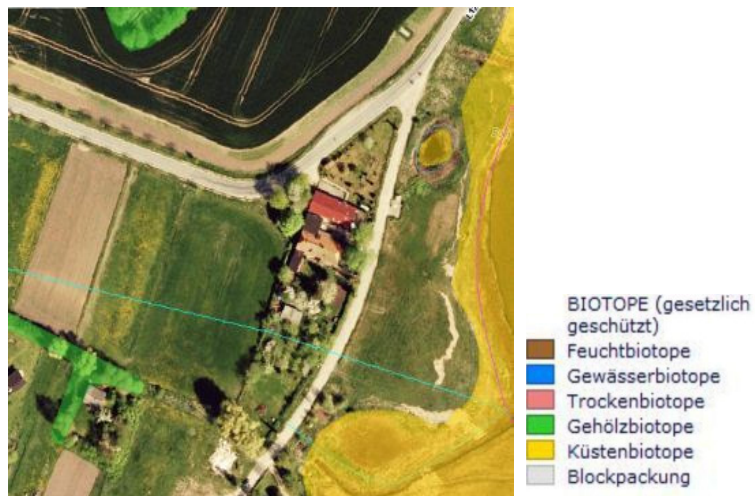 BIOTOPE (gesetzlich
geschützt)
Feuchtbiotope
Gewässerbiotope
Trockenbiotope
Gehölzbiotope
Küstenbiotope
Blockpackung